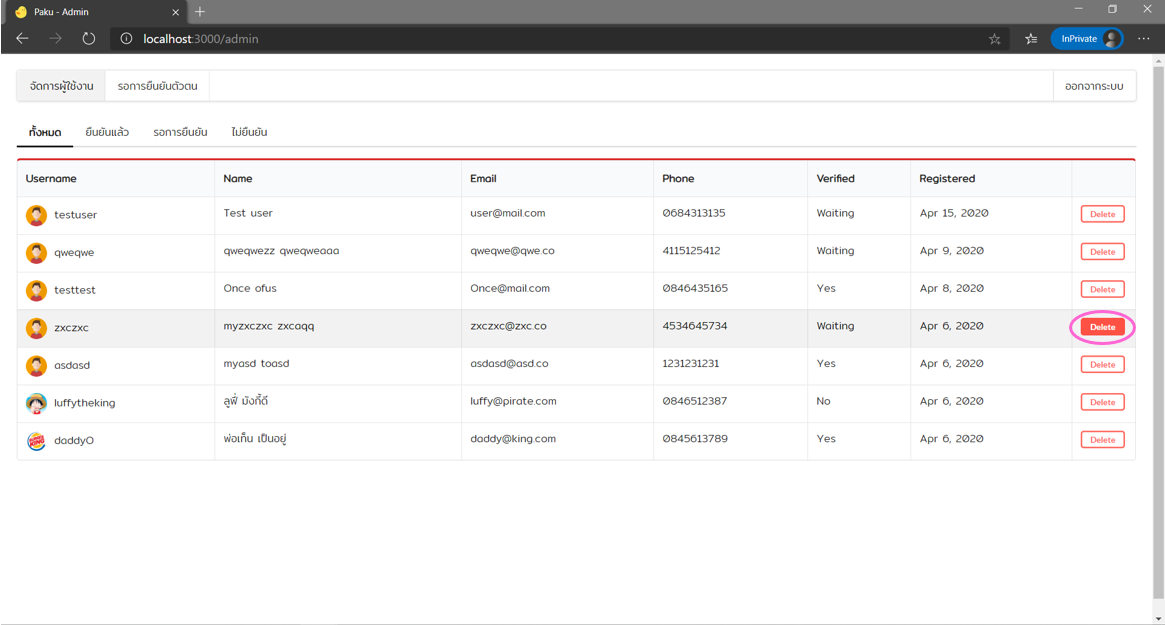 Paku - Admin
localhost:3000/admin
InPrivate
จัดการผู้ใช้งาน รอการยืนยันตัวตน ออกจากระบบ
ทั้งหมด ยืนยันแล้ว รอการยืนยัน ไม่ยืนยัน
Username Name Email Phone Verified Registered
testuser Test user user@mail.com 0684313135 Waiting Apr 15, 2020 Delete
qweqwe qweqwezz qweqweaaa qweqwe@qwe.co 4115125412 Waiting Apr 9, 2020 Delete
testtest Once ofus Once@mail.com 0846435165 Yes Apr 8, 2020 Delete
zxczxc myzxczxc zxcaqq zxczxc@zxc.co 4534645734 Waiting Apr 6, 2020 Delete
asdasd myasd toasd asdasd@asd.co 1231231231 Yes Apr 6, 2020 Delete
luffytheking ลูฟี่ มังกี้ดี luffy@pirate.com 0846512387 No Apr 6, 2020 Delete
BURGER KING daddyO พ่อเก็น เป็นอยู่ daddy@king.com 0845613789 Yes Apr 6, 2020 Delete